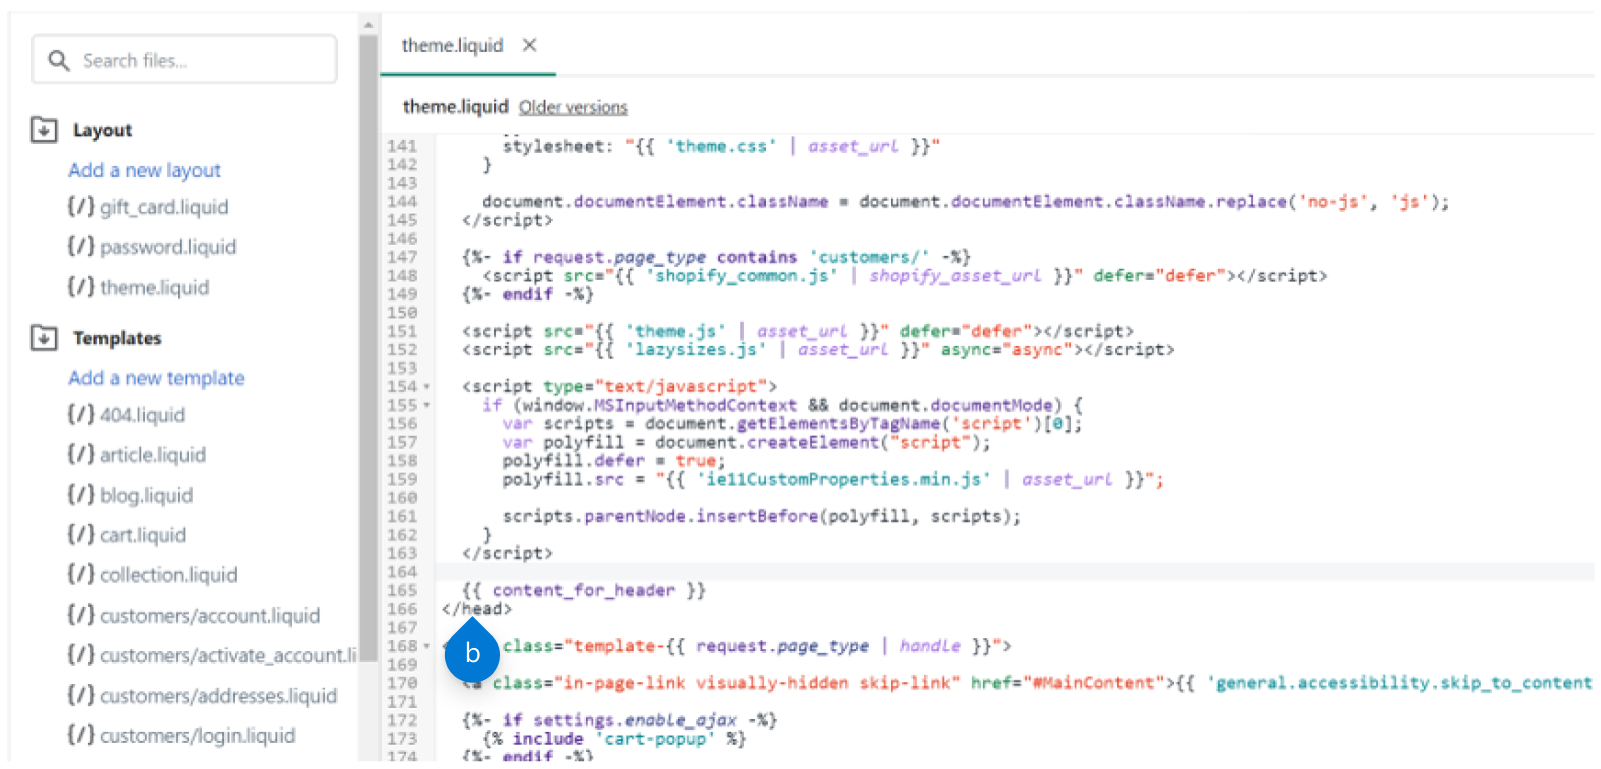 Search files...
Layout
Add a new layout
{/} gift_card.liquid
{/} password.liquid
{/} theme.liquid
Templates
Add a new template
{/} 404.liquid
{/} article.liquid
{/} blog.liquid
{/} cart.liquid
{/} collection.liquid
{/} customers/account.liquid
{/} customers/activate_account.li
{/} customers/addresses.liquid
{/} customers/login.liquid
theme.liquid ×
theme.liquid Older versions
141 stylesheet: "{{ 'theme.css' | asset_url }}"
142 }
143
144 document.documentElement.className = document.documentElement.className.replace('no-js', 'js');
145 </script>
146
147 {%- if request.page_type contains 'customers/' -%}
148 <script src="{{ 'shopify_common.js' | shopify_asset_url }}" defer="defer"></script>
149 {%- endif -%}
150
151 <script src="{{ 'theme.js' | asset_url }}" defer="defer"></script>
152 <script src="{{ 'lazysizes.js' | asset_url }}" async="async"></script>
153
154 <script type="text/javascript">
155 if (window.MSInputMethodContext && document.documentMode) {
156 var scripts = document.getElementsByTagName('script')[0];
157 var polyfill = document.createElement("script");
158 polyfill.defer = true;
159 polyfill.src = "{{ 'ie11CustomProperties.min.js' | asset_url }}";
160
161 scripts.parentNode.insertBefore(polyfill, scripts);
162 }
163 </script>
164
165 {{ content_for_header }}
166 </head>
167
168 < class="template-{{ request.page_type | handle }}">
b
169
170 <a class="in-page-link visually-hidden skip-link" href="#MainContent">{{ 'general.accessibility.skip_to_content
171
172 {%- if settings.enable_ajax -%}
173 {% include 'cart-popup' %}
174 {%- endif -%}